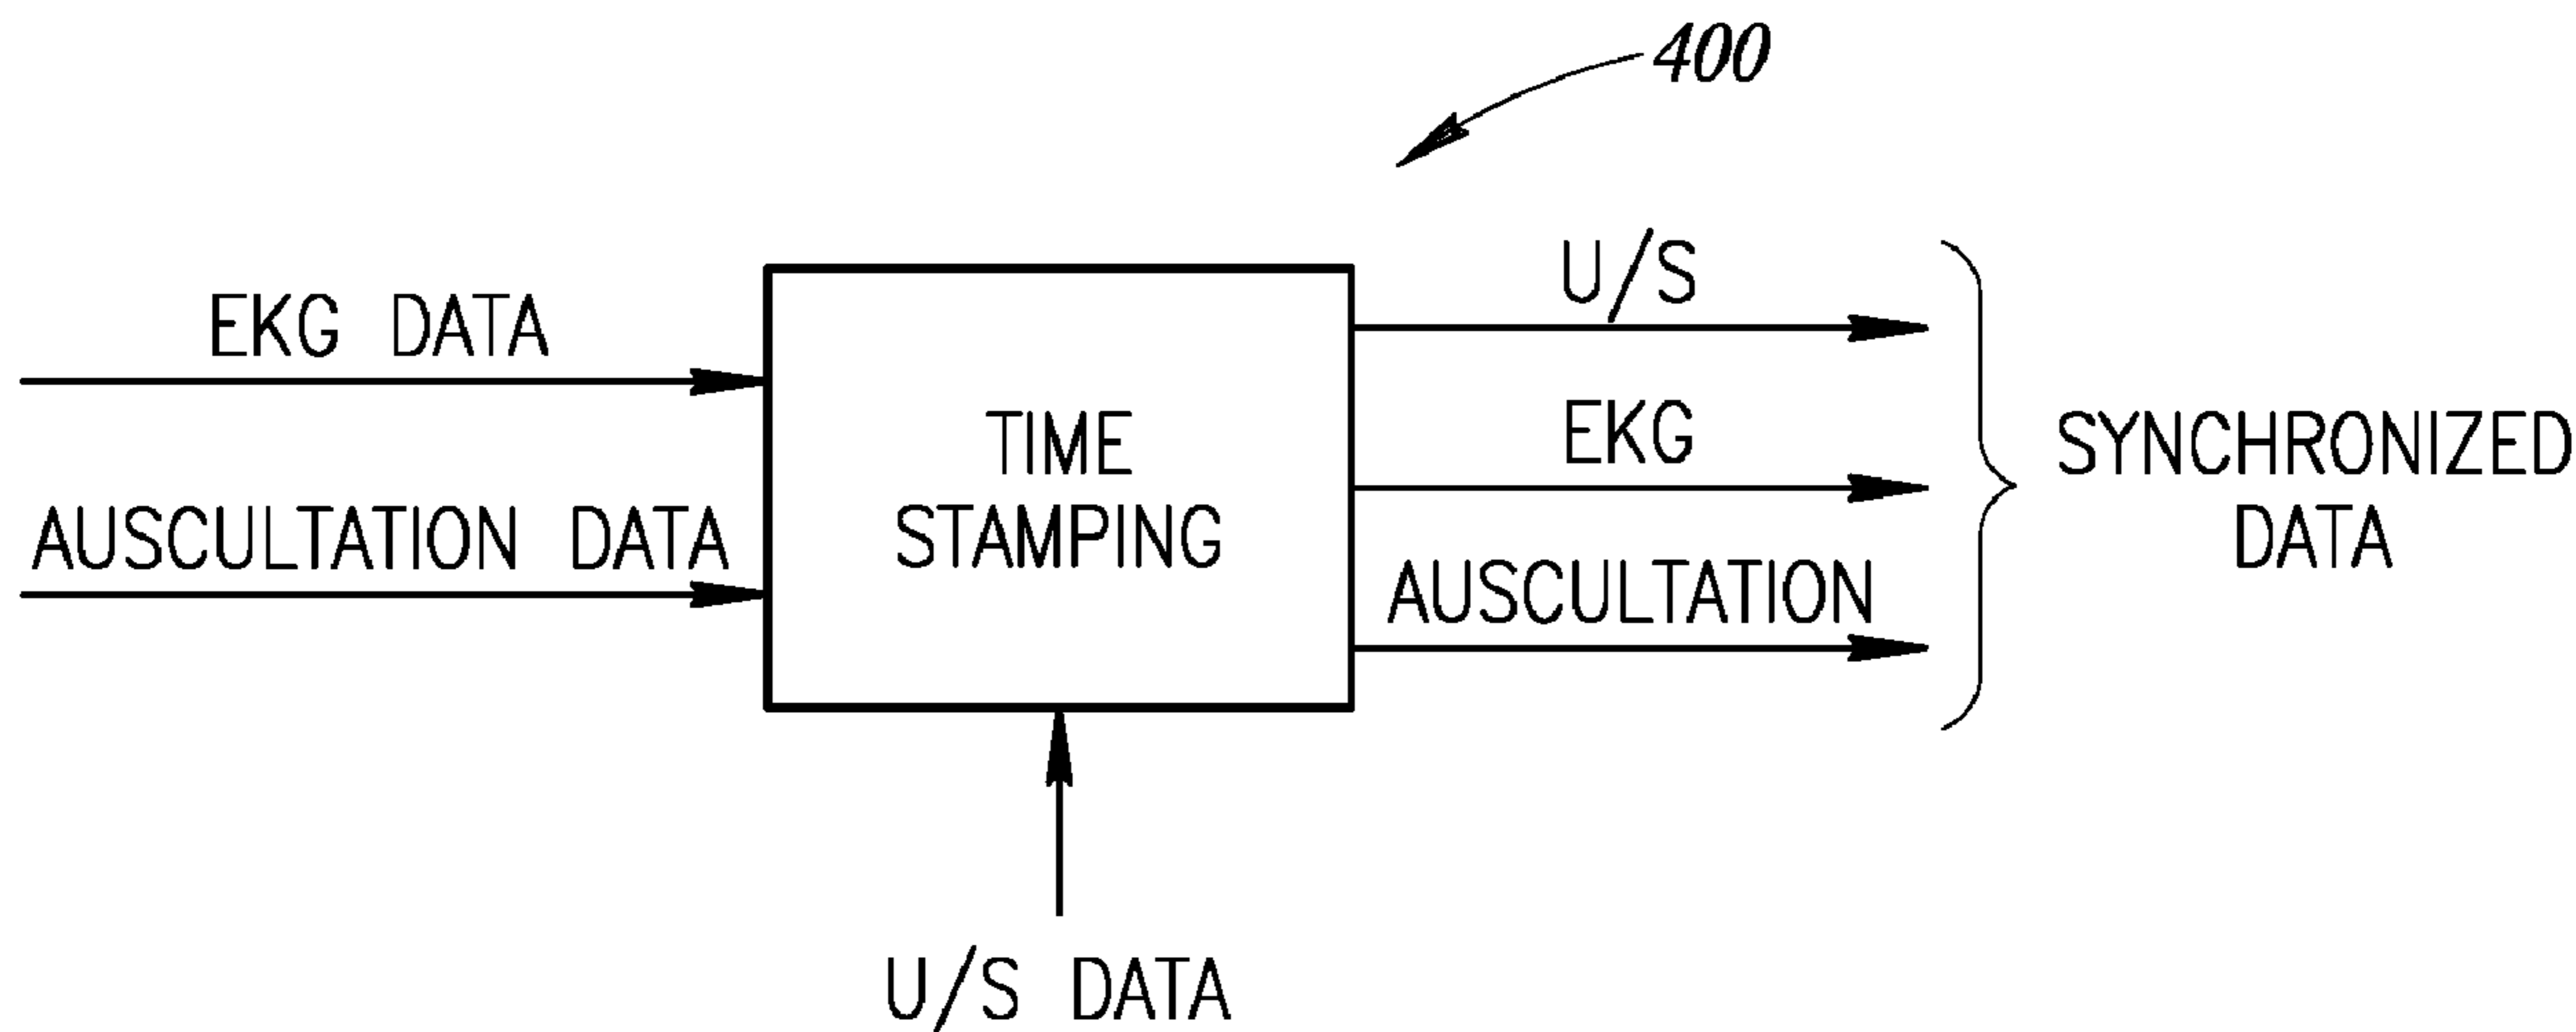 400
EKG DATA
AUSCULTATION DATA
TIME
STAMPING
U/S DATA
U/S
EKG
AUSCULTATION
SYNCHRONIZED
DATA